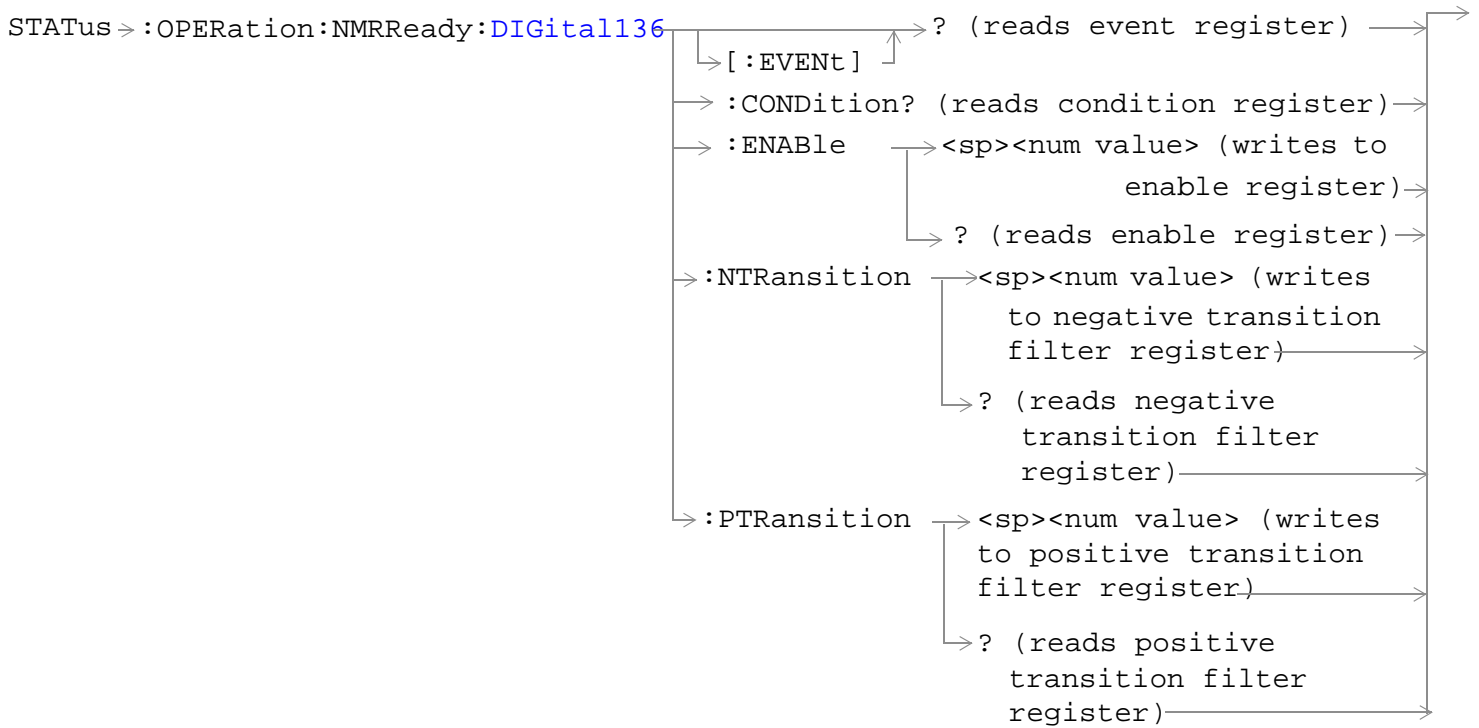 STATus :OPERation:NMRReady:DIGital136 ? (reads event register)
[:EVENt]
:CONDition? (reads condition register)
:ENABle <sp><num value> (writes to
enable register)
? (reads enable register)
:NTRansition <sp><num value> (writes
to negative transition
filter register)
? (reads negative
transition filter
register)
:PTRansition <sp><num value> (writes
to positive transition
filter register)
? (reads positive
transition filter
register)